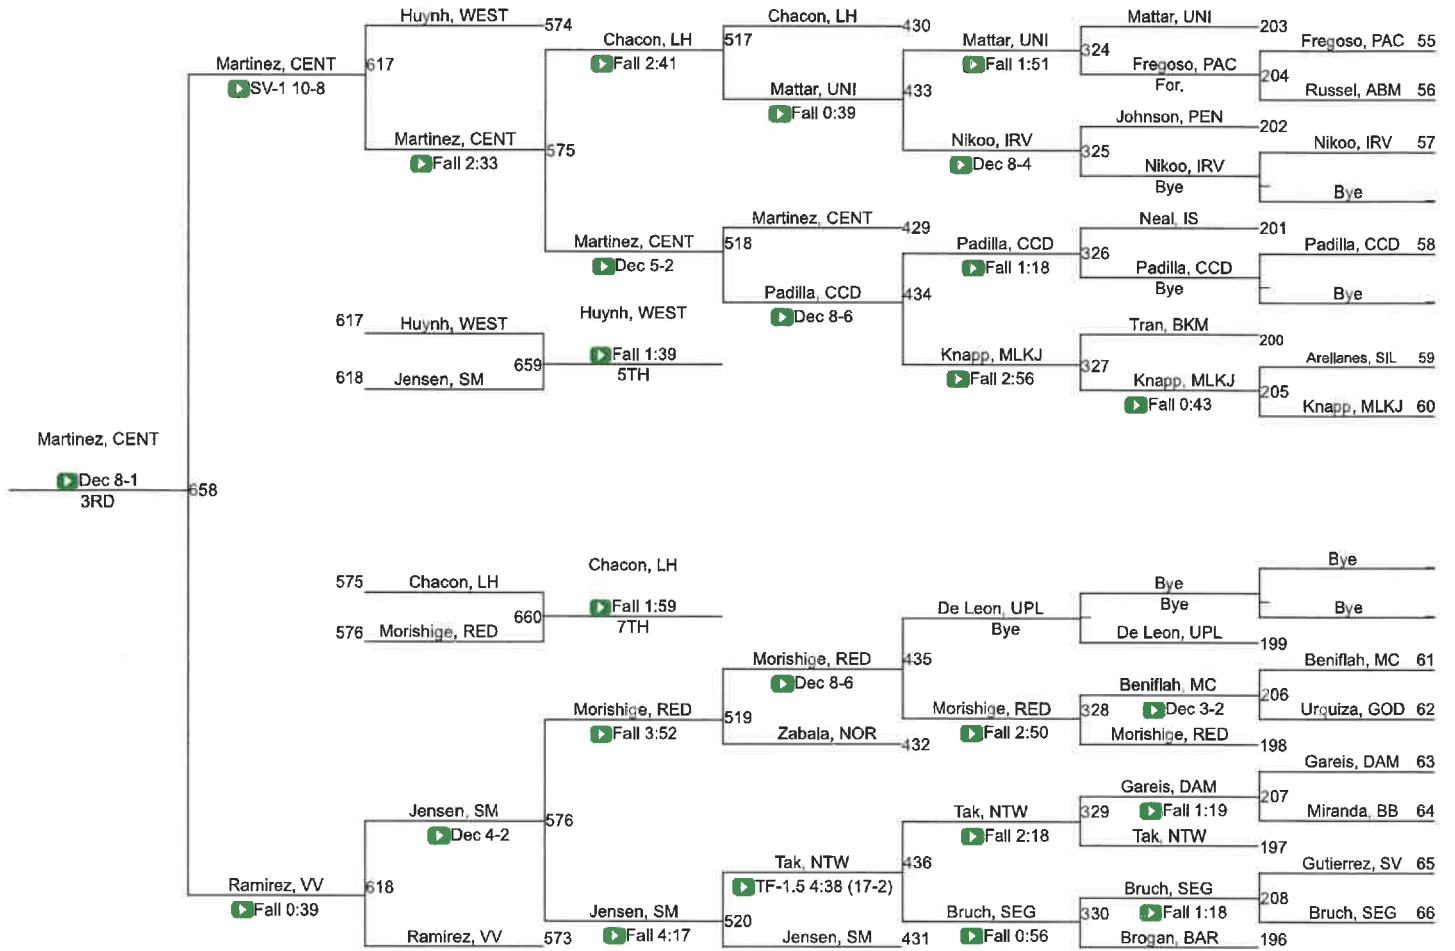 Huynh, WEST
574
Chacon, LH
430
Mattar, UNI
203
Chacon, LH
517
Mattar, UNI
324
Fregoso, PAC 55
Martinez, CENT
617
Fall 2:41
Fall 1:51
Fregoso, PAC
204
SV-1 10-8
Mattar, UNI
433
For.
Russel, ABM 56
Fall 0:39
Johnson, PEN
202
Martinez, CENT
575
Nikoo, IRV
325
Nikoo, IRV 57
Fall 2:33
Dec 8-4
Nikoo, IRV
Bye
Bye
Martinez, CENT
429
Neal, IS
201
Martinez, CENT
518
Padilla, CCD
326
Padilla, CCD 58
Dec 5-2
Fall 1:18
Padilla, CCD
Padilla, CCD
434
Bye
Bye
617
Huynh, WEST
Huynh, WEST
Dec 8-6
Tran, BKM
200
659
Fall 1:39
Knapp, MLKJ
327
Arellanes, SIL 59
618
Jensen, SM
5TH
Fall 2:56
Knapp, MLKJ
205
Fall 0:43
Knapp, MLKJ 60
Martinez, CENT
Dec 8-1
658
3RD
Chacon, LH
Bye
575
Chacon, LH
Fall 1:59
Bye
660
De Leon, UPL
Bye
Bye
576
Morishige, RED
7TH
Bye
De Leon, UPL
199
Morishige, RED
435
Beniflah, MC 61
Dec 8-6
Beniflah, MC
206
Morishige, RED
519
Morishige, RED
328
Dec 3-2
Urquiza, GOD 62
Fall 3:52
Zabala, NOR
432
Fall 2:50
Morishige, RED
198
Gareis, DAM 63
Gareis, DAM
207
Jensen, SM
576
Tak, NTW
329
Fall 1:19
Miranda, BB 64
Dec 4-2
Fall 2:18
Tak, NTW
197
Tak, NTW
436
Gutierrez, SV 65
Ramirez, VV
618
TF-1.5 4:38 (17-2)
Bruch, SEG
208
Fall 0:39
Jensen, SM
520
Bruch, SEG
330
Fall 1:18
Bruch, SEG 66
Ramirez, VV
573
Fall 4:17
Jensen, SM
431
Fall 0:56
Brogan, BAR
196